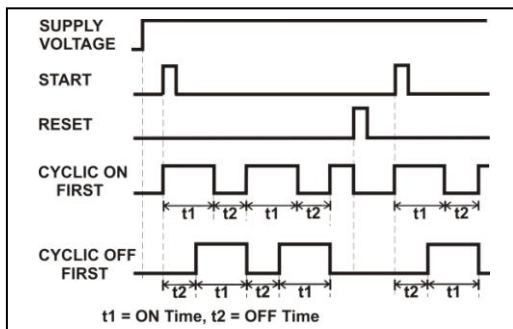 SUPPLY
VOLTAGE
START
RESET
CYCLIC ON
FIRST
t1 t2 t1 t2 t1 t2
CYCLIC OFF
FIRST
t2 t1 t2 t1 t2 t1
t1 = ON Time, t2 = OFF Time